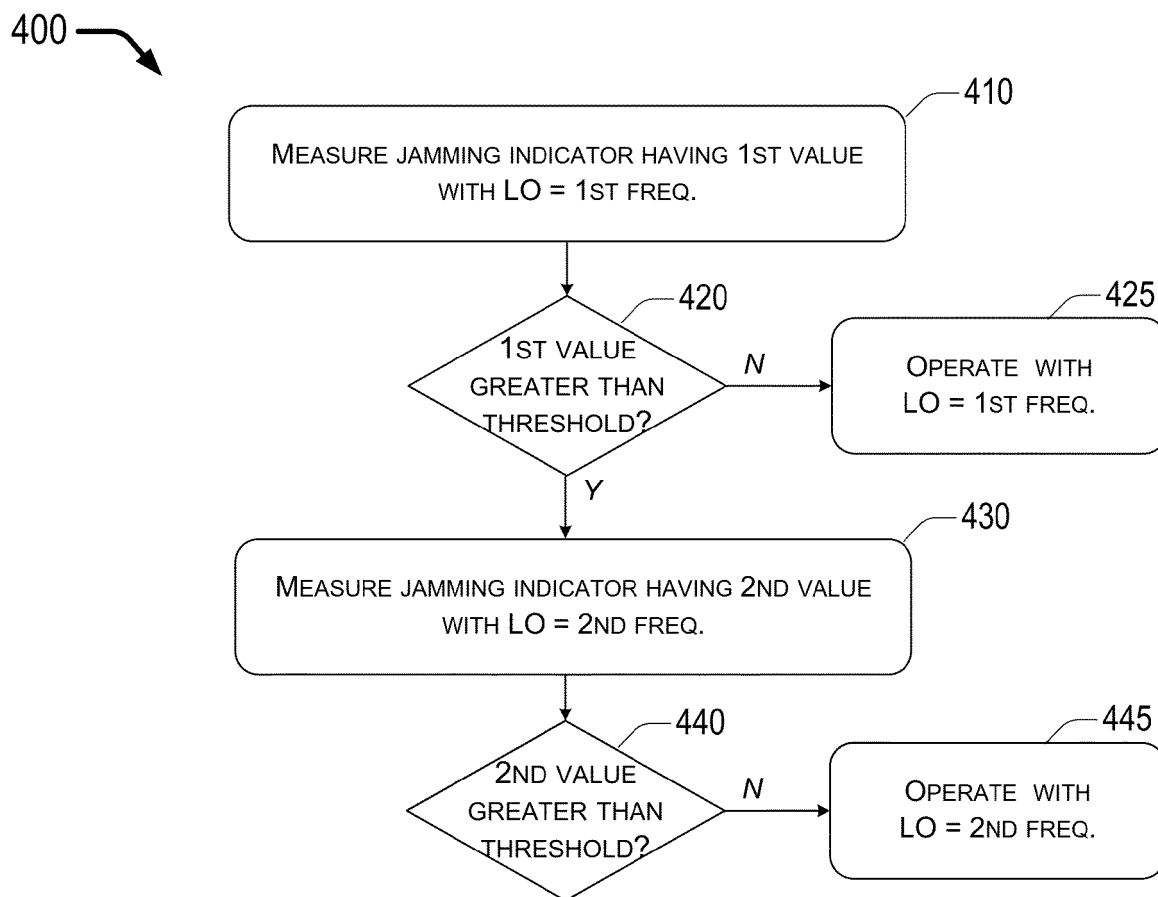 400
410
MEASURE JAMMING INDICATOR HAVING 1ST VALUE
WITH LO = 1ST FREQ.
420
1ST VALUE
GREATER THAN
THRESHOLD?
N
425
OPERATE WITH
LO = 1ST FREQ.
Y
430
MEASURE JAMMING INDICATOR HAVING 2ND VALUE
WITH LO = 2ND FREQ.
440
2ND VALUE
GREATER THAN
THRESHOLD?
N
445
OPERATE WITH
LO = 2ND FREQ.